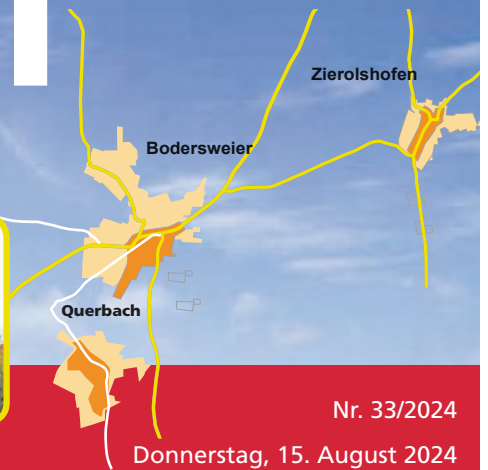 Zierolshofen
Bodersweier
Querbach
Nr. 33/2024
Donnerstag, 15. August 2024